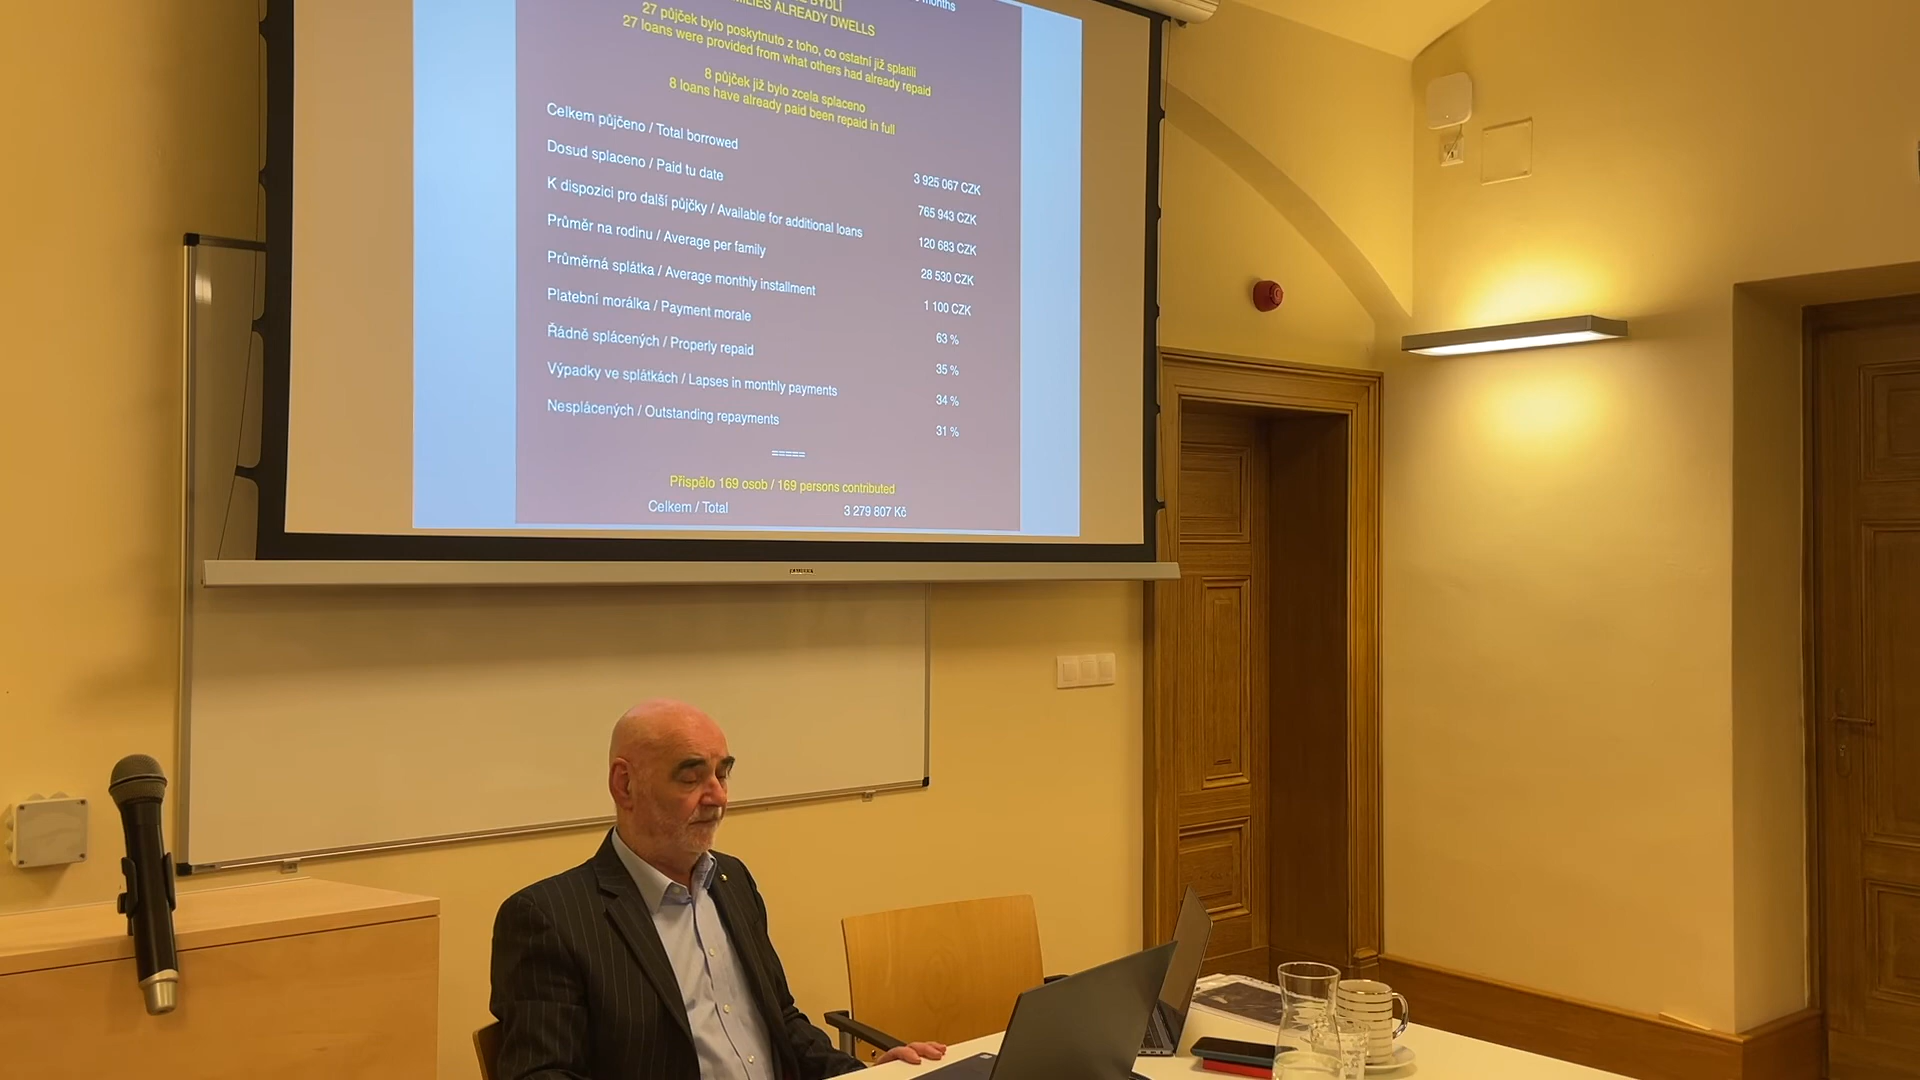 months
BYDLÍ
ALREADY DWELLS
27 půjček bylo poskytnuto z toho, co ostatní již splatili
27 loans were provided from what others had already repaid
8 půjček již bylo zcela splaceno
8 loans have already paid been repaid in full
Celkem půjčeno / Total borrowed 3 925 067 CZK
Dosud splaceno / Paid tu date 765 943 CZK
K dispozici pro další půjčky / Available for additional loans 120 683 CZK
Průměr na rodinu / Average per family 28 530 CZK
Průměrná splátka / Average monthly installment 1 100 CZK
Platební morálka / Payment morale 63 %
Řádně splácených / Properly repaid 35 %
Výpadky ve splátkách / Lapses in monthly payments 34 %
Nesplácených / Outstanding repayments 31 %
=====
Přispělo 169 osob / 169 persons contributed
Celkem / Total 3 279 807 Kč